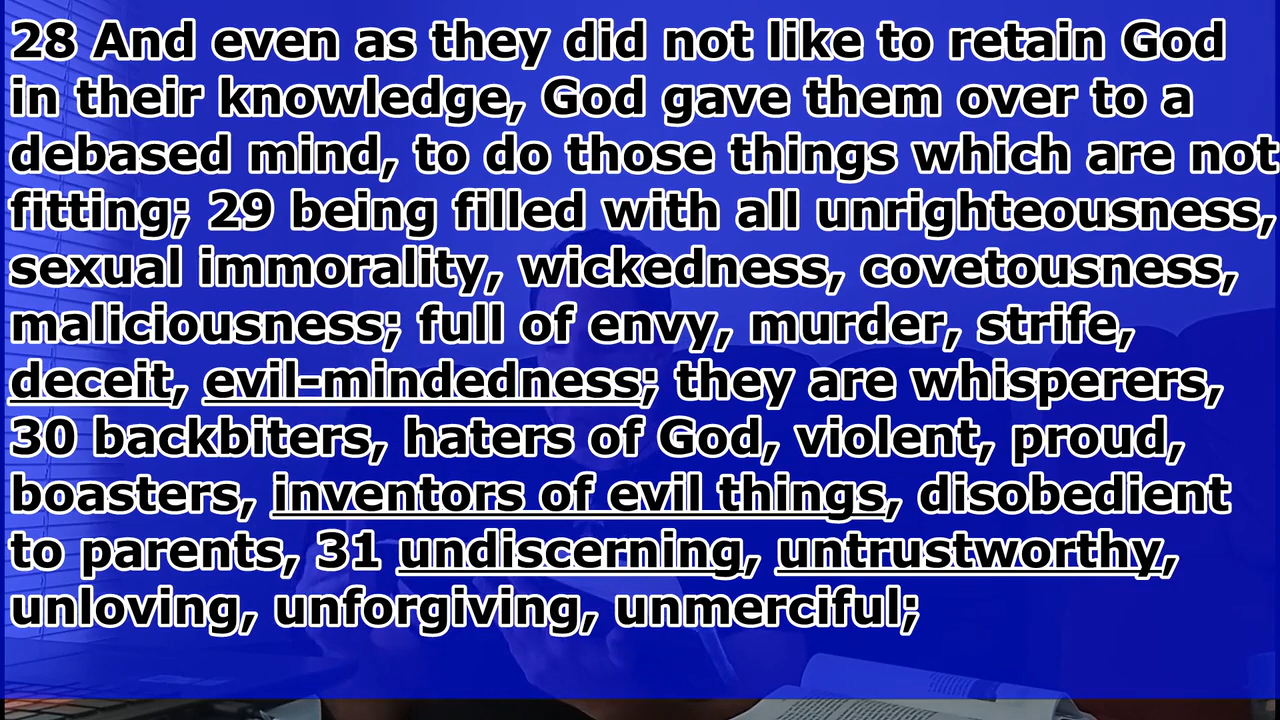 28 And even as they did not like to retain God
in their knowledge, God gave them over to a
debased mind, to do those things which are not
fitting; 29 being filled with all unrighteousness,
sexual immorality, wickedness, covetousness,
maliciousness; full of envy, murder, strife,
deceit, evil-mindedness; they are whisperers,
30 backbiters, haters of God, violent, proud,
boasters, inventors of evil things, disobedient
to parents, 31 undiscerning, untrustworthy,
unloving, unforgiving, unmerciful;